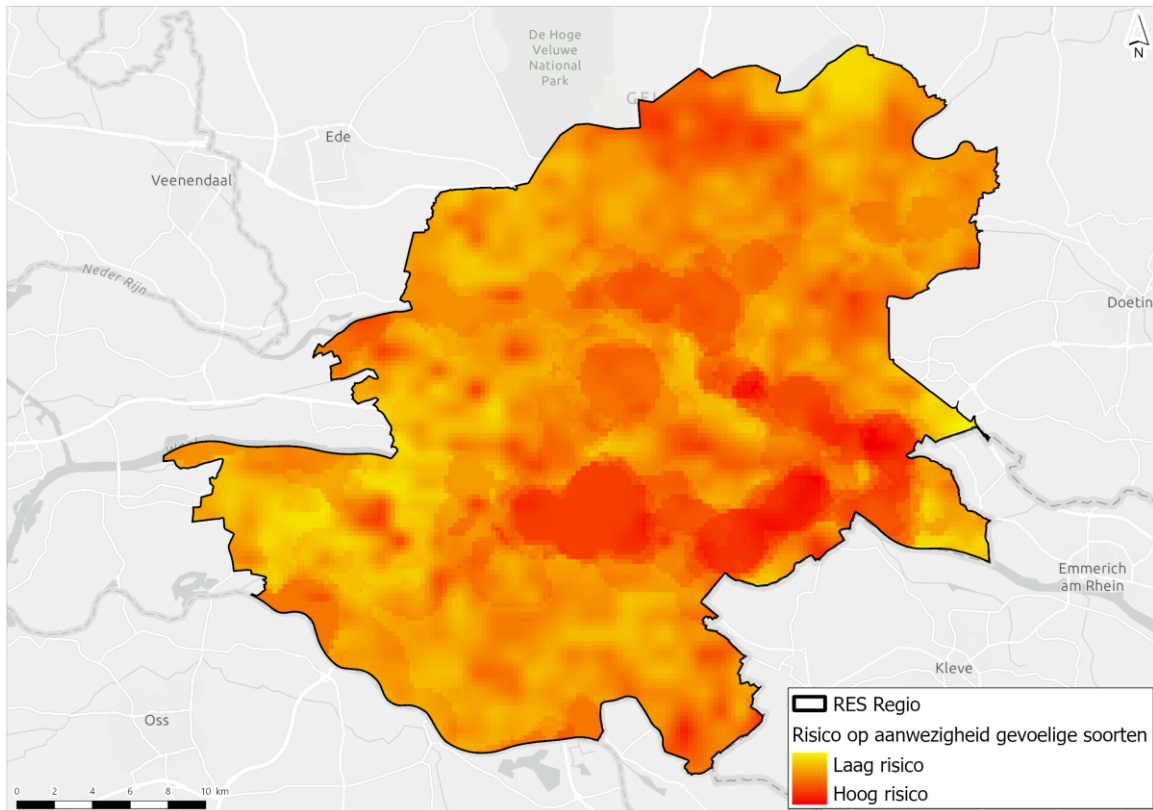 De Hoge
Veluwe
National
Park
N
GEL
Ede
Veenendaal
Neder Rijn
Doetin
Emmerich
am Rhein
Kleve
Oss
RES Regio
Risico op aanwezigheid gevoelige soorten
Laag risico
Hoog risico
0 2 4 6 8 10 km